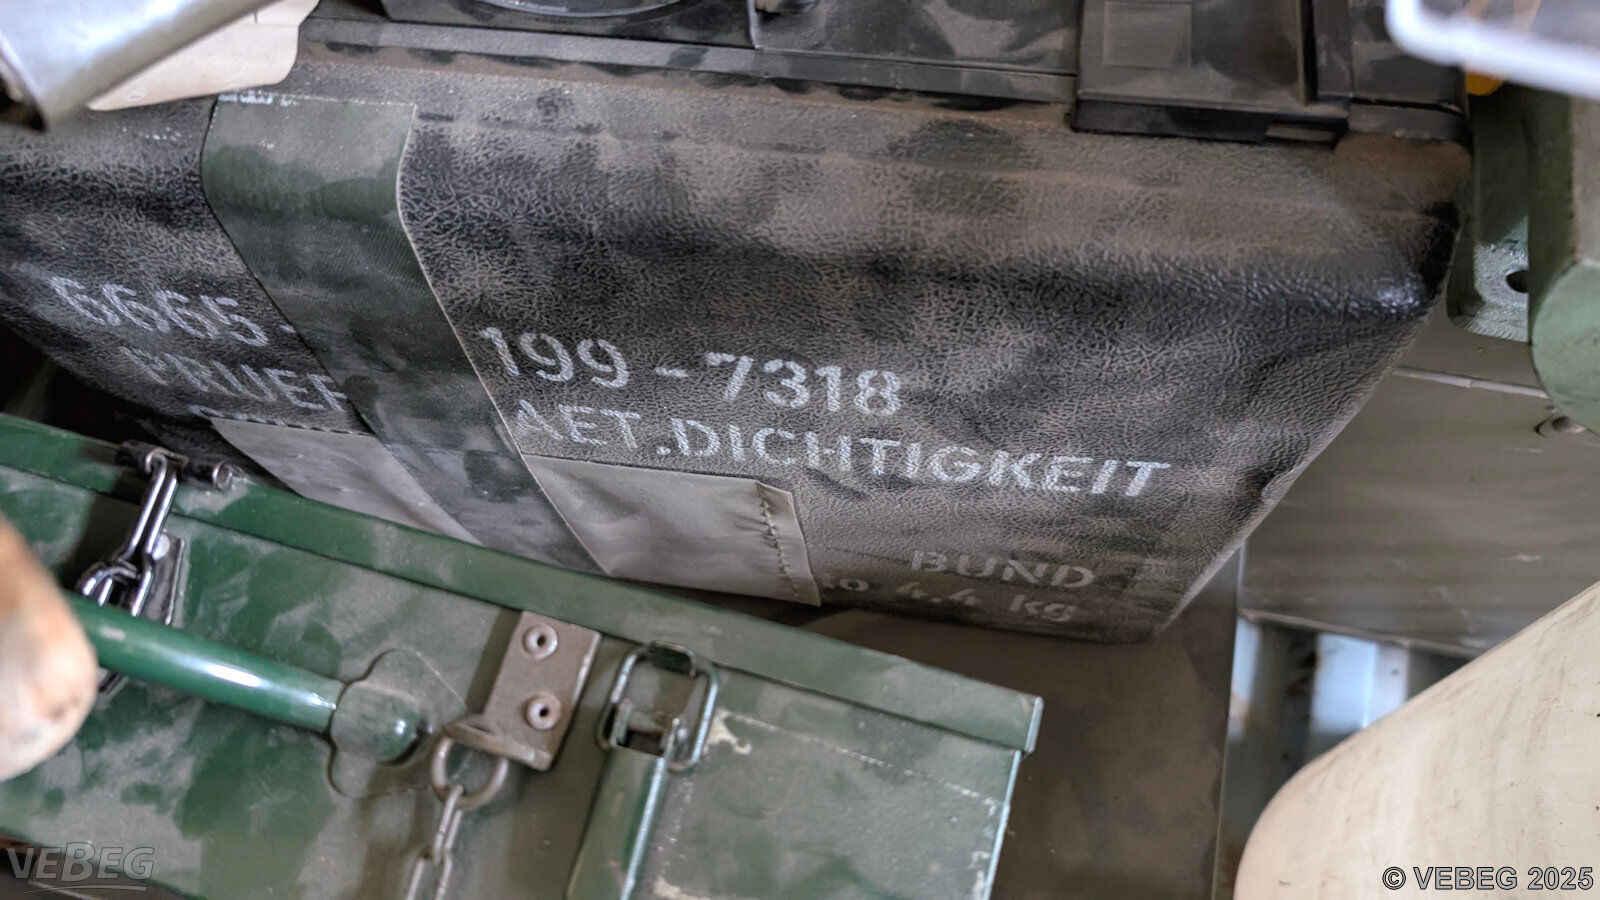 6665 - 199 - 7318
PRUEF AET.DICHTIGKEIT
BUND
4.4 kg
VEBEG
© VEBEG 2025